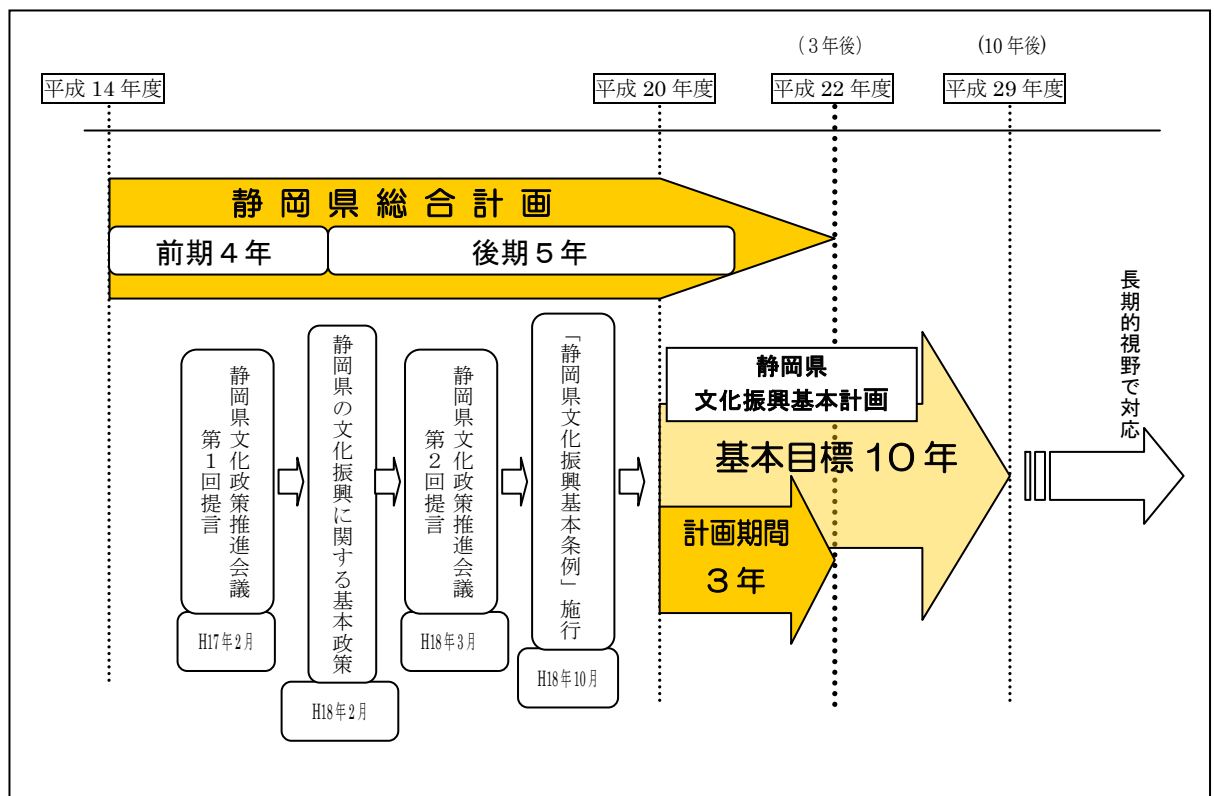 (3年後)
(10年後)
平成14年度
平成20年度
平成22年度
平成29年度
静岡県総合計画
前期4年
後期5年
静岡県文化政策推進会議
第1回提言
H17年2月
静岡県の文化振興に関する基本政策
H18年2月
静岡県文化政策推進会議
第2回提言
H18年3月
「静岡県文化振興基本条例」施行
H18年10月
静岡県
文化振興基本計画
基本目標10年
計画期間
3年
長期的視野で対応